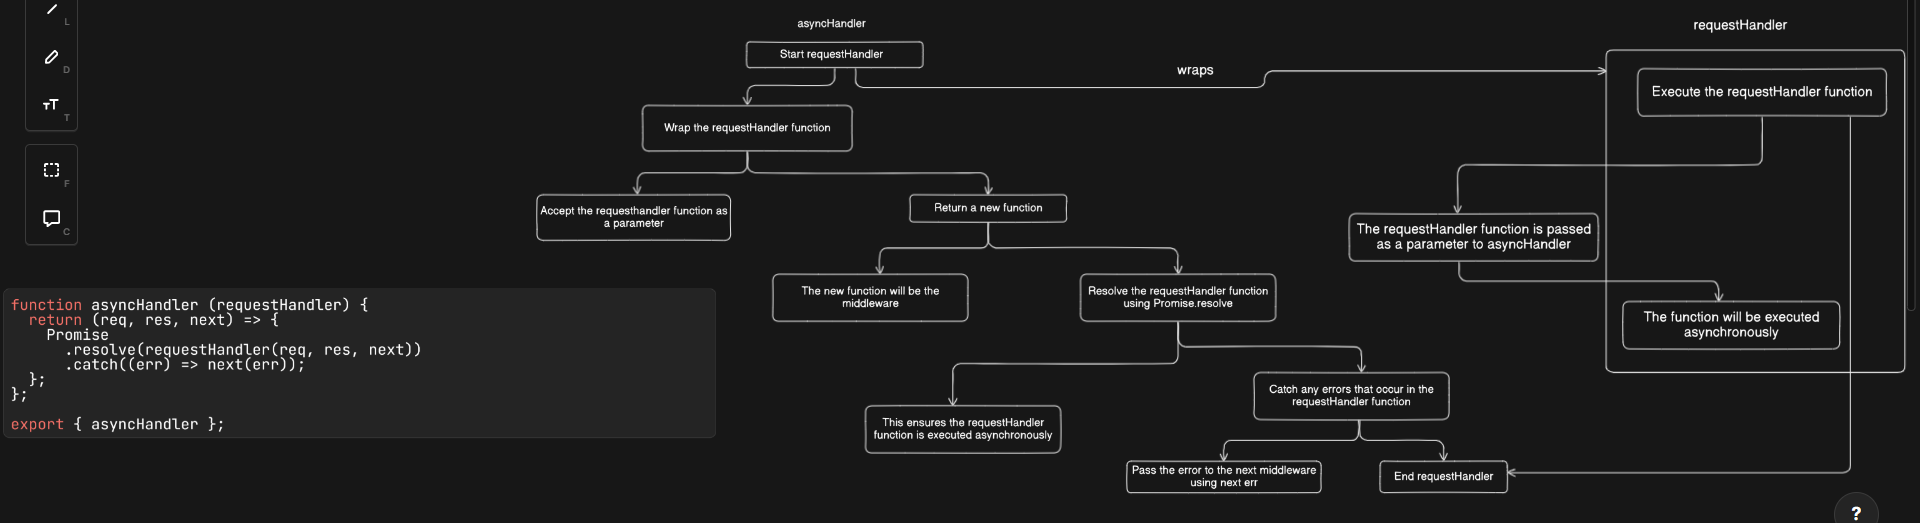 L
D
TT
T
F
C
asyncHandler
Start requestHandler
wraps
requestHandler
Execute the requestHandler function
Wrap the requestHandler function
Accept the requesthandler function as
a parameter
Return a new function
The requestHandler function is passed
as a parameter to asyncHandler
The new function will be the
middleware
Resolve the requestHandler function
using Promise.resolve
The function will be executed
asynchronously
Catch any errors that occur in the
requestHandler function
This ensures the requestHandler
function is executed asynchronously
Pass the error to the next middleware
using next err
End requestHandler
function asyncHandler (requestHandler) {
  return (req, res, next) => {
    Promise
      .resolve(requestHandler(req, res, next))
      .catch((err) => next(err));
  };
};
export { asyncHandler };
?